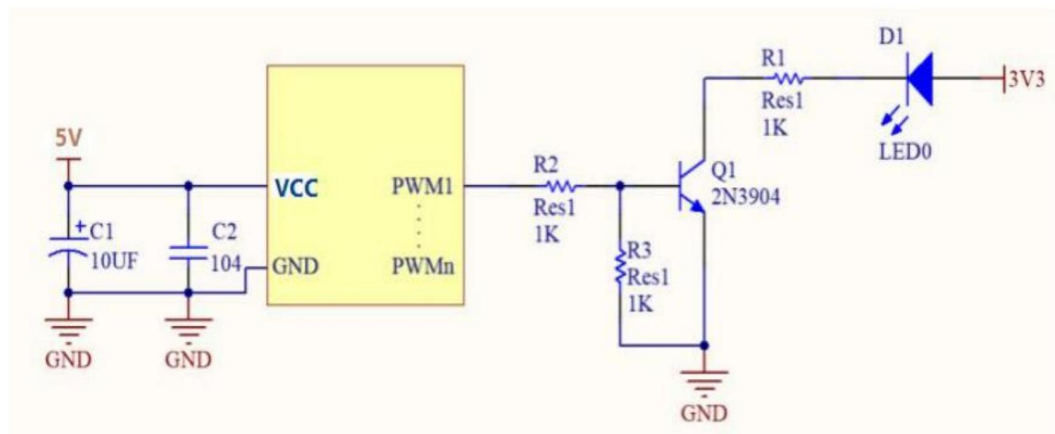 5V
C1
10UF
C2
104
GND
GND
VCC
GND
PWM1
PWMn
R2
Res1
1K
R3
Res1
1K
Q1
2N3904
GND
R1
Res1
1K
D1
LED0
3V3